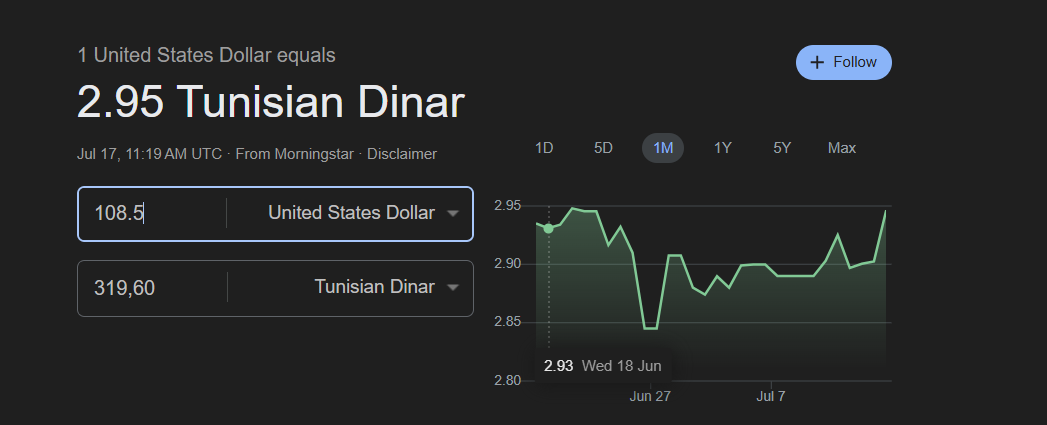 1 United States Dollar equals
2.95 Tunisian Dinar
Jul 17, 11:19 AM UTC · From Morningstar · Disclaimer
108.5 United States Dollar
319,60 Tunisian Dinar
+ Follow
1D 5D 1M 1Y 5Y Max
2.95
2.90
2.85
2.80
2.93 Wed 18 Jun
Jun 27 Jul 7